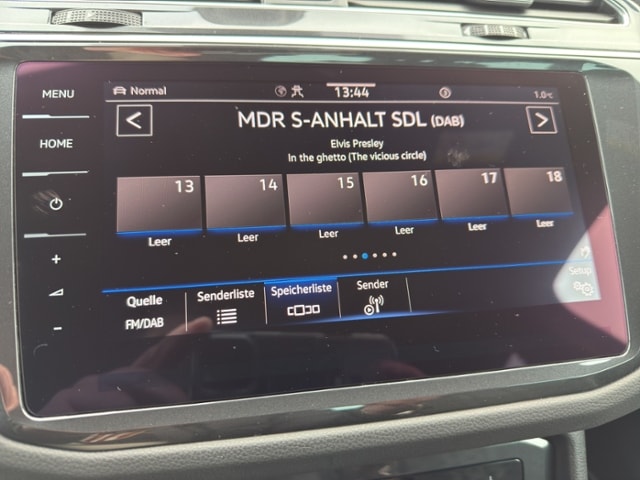 MENU
HOME
+
-
Normal
13:44
1.0°C
<
MDR S-ANHALT SDL (DAB)
>
Elvis Presley
In the ghetto (The vicious circle)
13 14 15 16 17 18
Leer Leer Leer Leer Leer Leer
Quelle
FM/DAB
Senderliste
Speicherliste
Sender
Setup